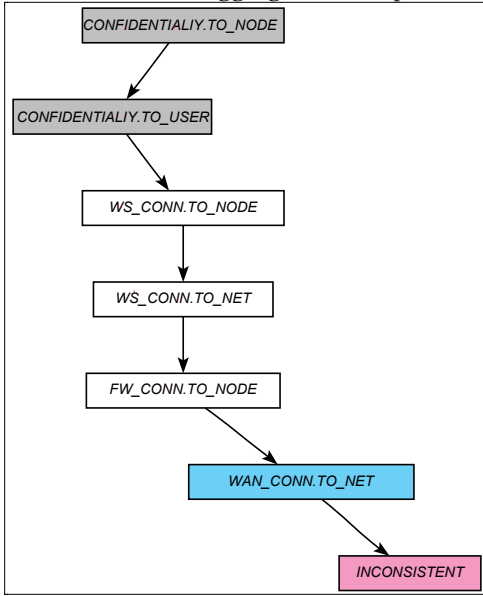 CONFIDENTIALIY.TO_NODE
CONFIDENTIALIY.TO_USER
WS_CONN.TO_NODE
WS_CONN.TO_NET
FW_CONN.TO_NODE
WAN_CONN.TO_NET
INCONSISTENT